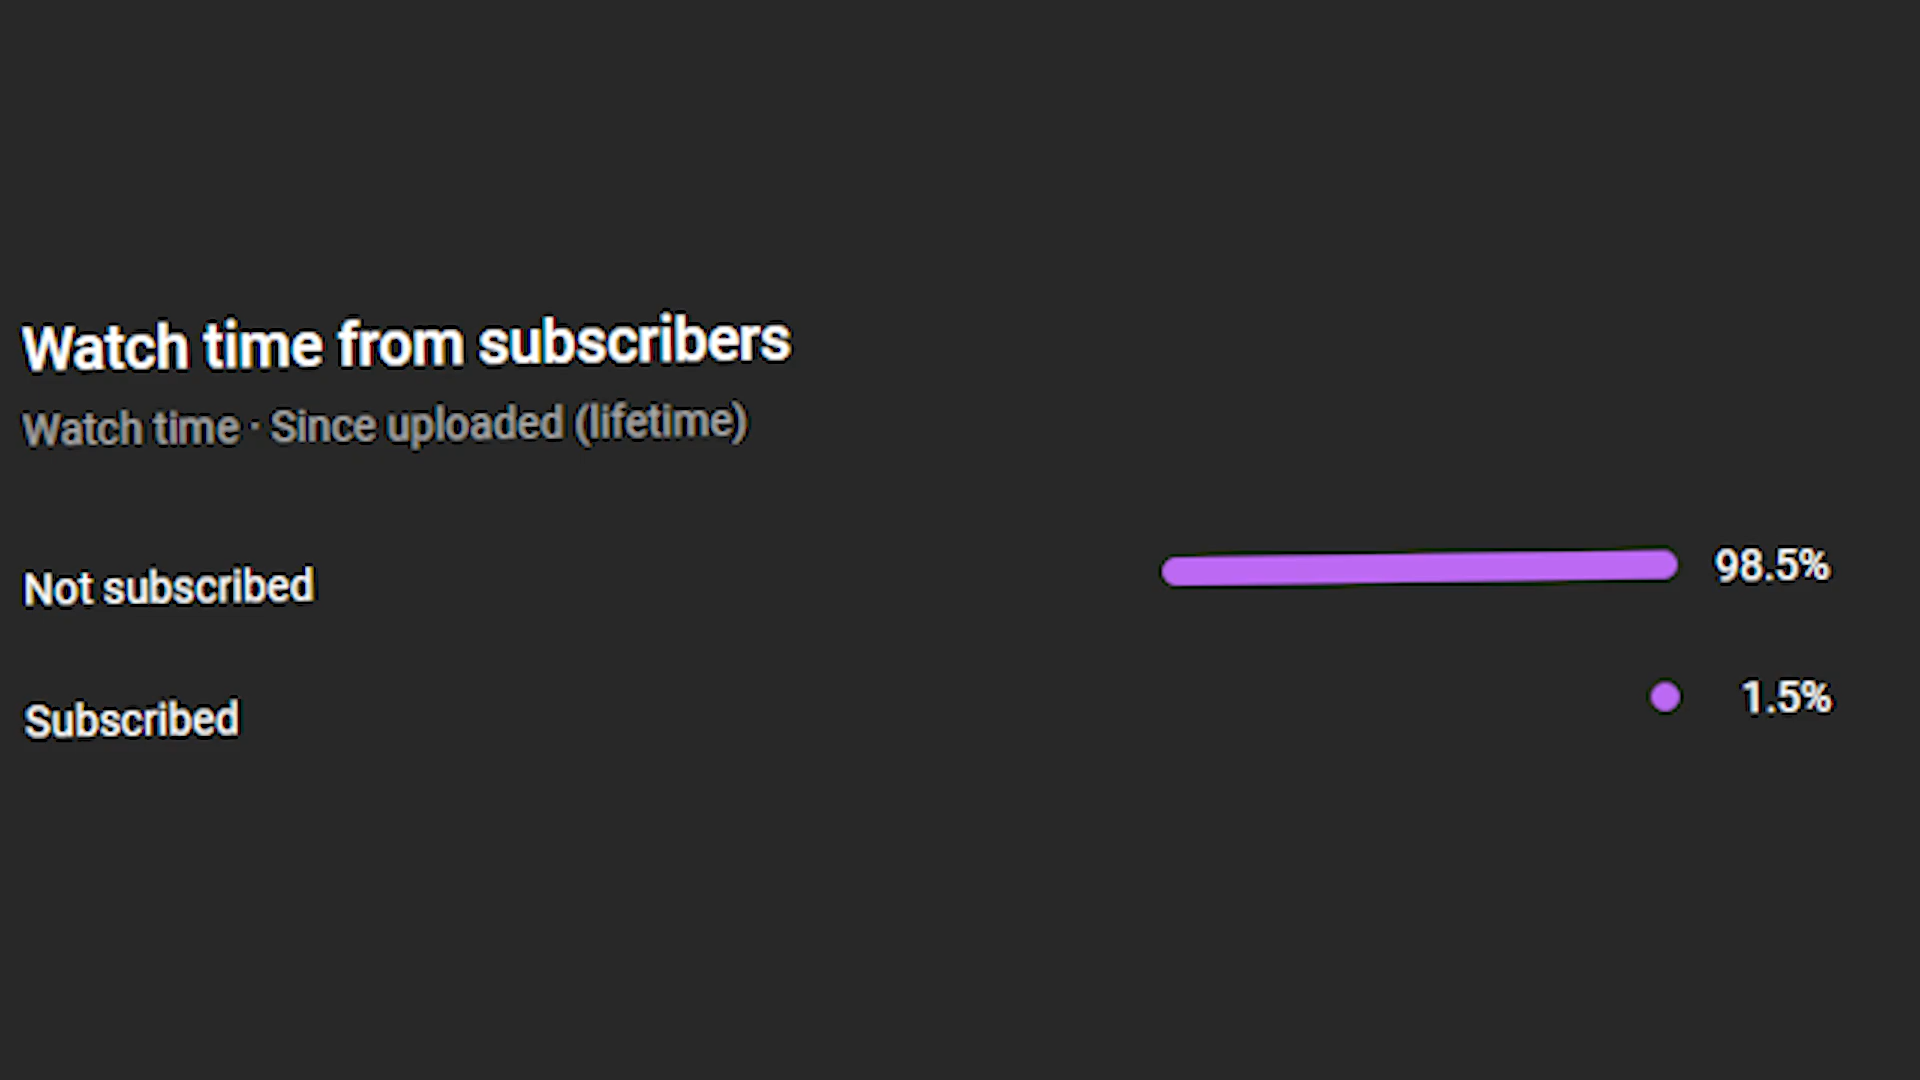 Watch time from subscribers
Watch time · Since uploaded (lifetime)
Not subscribed 98.5%
Subscribed 1.5%